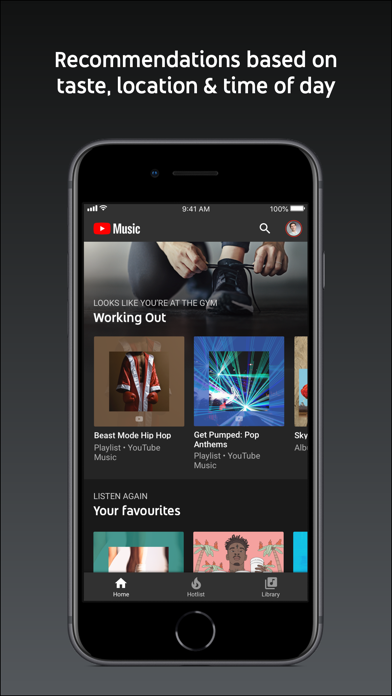 Recommendations based on
taste, location & time of day
9:41 AM
100%
Music
LOOKS LIKE YOU'RE AT THE GYM
Working Out
Beast Mode Hip Hop
Playlist • YouTube
Music
Get Pumped: Pop
Anthems
Playlist • YouTube
Music
Sky
Alb
LISTEN AGAIN
Your favourites
Home
Hotlist
Library